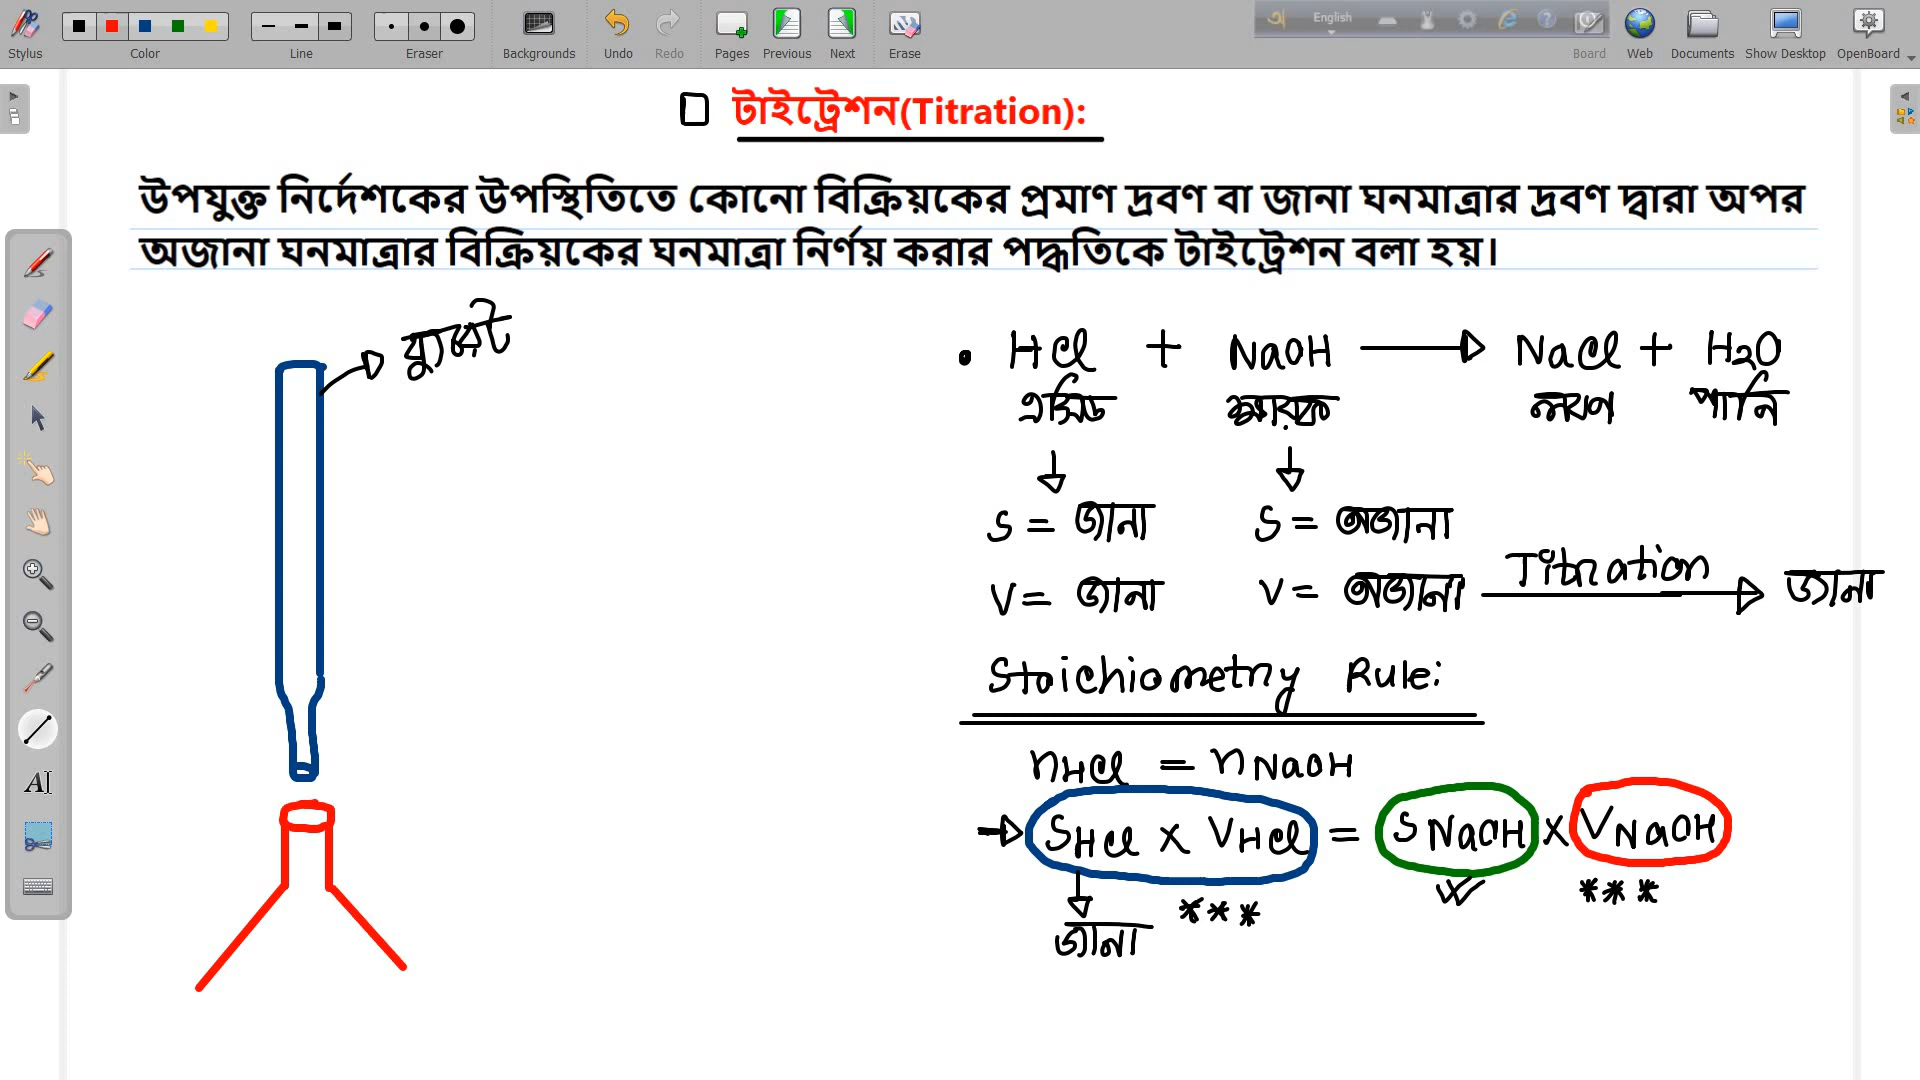 Stylus Color Line Eraser Backgrounds Undo Redo Pages Previous Next Erase English Board Web Documents Show Desktop OpenBoard
টাইট্রেশন(Titration):
উপযুক্ত নির্দেশকের উপস্থিতিতে কোনো বিক্রিয়কের প্রমাণ দ্রবণ বা জানা ঘনমাত্রার দ্রবণ দ্বারা অপর
অজানা ঘনমাত্রার বিক্রিয়কের ঘনমাত্রা নির্ণয় করার পদ্ধতিকে টাইট্রেশন বলা হয়।
ব্যুরেট
HCl + NaOH → NaCl + H2O
এসিড ক্ষারক লবণ পানি
S = জানা S = অজানা
V = জানা V = অজানা Titration → জানা
Stoichiometry Rule:
nHCl = nNaOH
→ SHCl x VHCl = SNaOH x VNaOH
*** ***
জানা